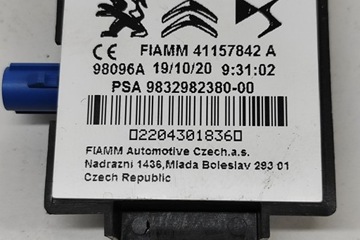 CE FIAMM 41157842 A
98096A 19/10/20 9:31:02
PSA 9832982380-00
2204301836
FIAMM Automotive Czech.a.s.
Nadrazni 1436,Mlada Boleslav 293 01
Czech Republic